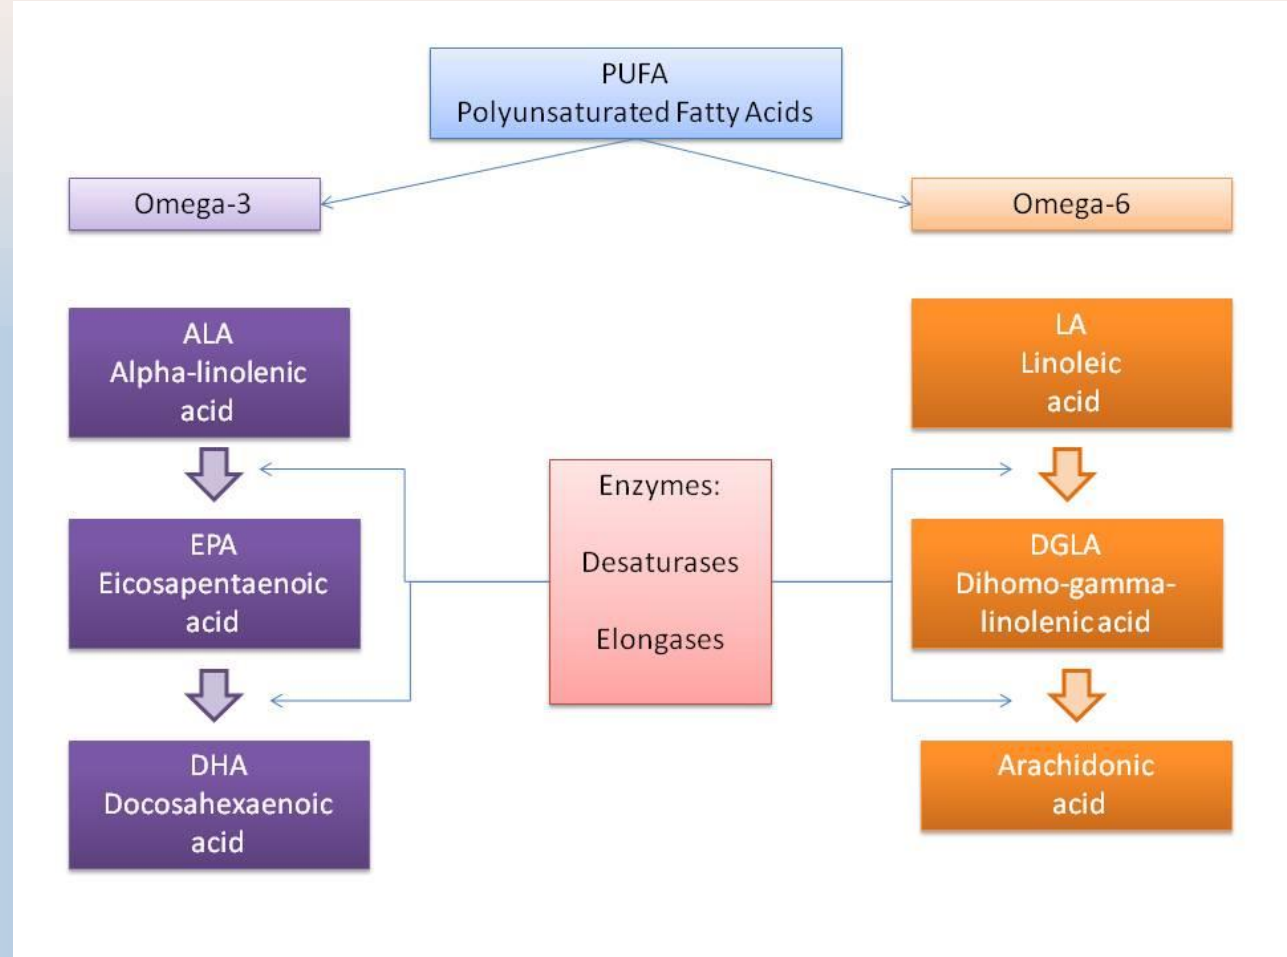 PUFA
Polyunsaturated Fatty Acids
Omega-3
Omega-6
ALA
Alpha-linolenic
acid
LA
Linoleic
acid
Enzymes:
Desaturases
Elongases
EPA
Eicosapentaenoic
acid
DGLA
Dihomo-gamma-
linolenic acid
DHA
Docosahexaenoic
acid
Arachidonic
acid